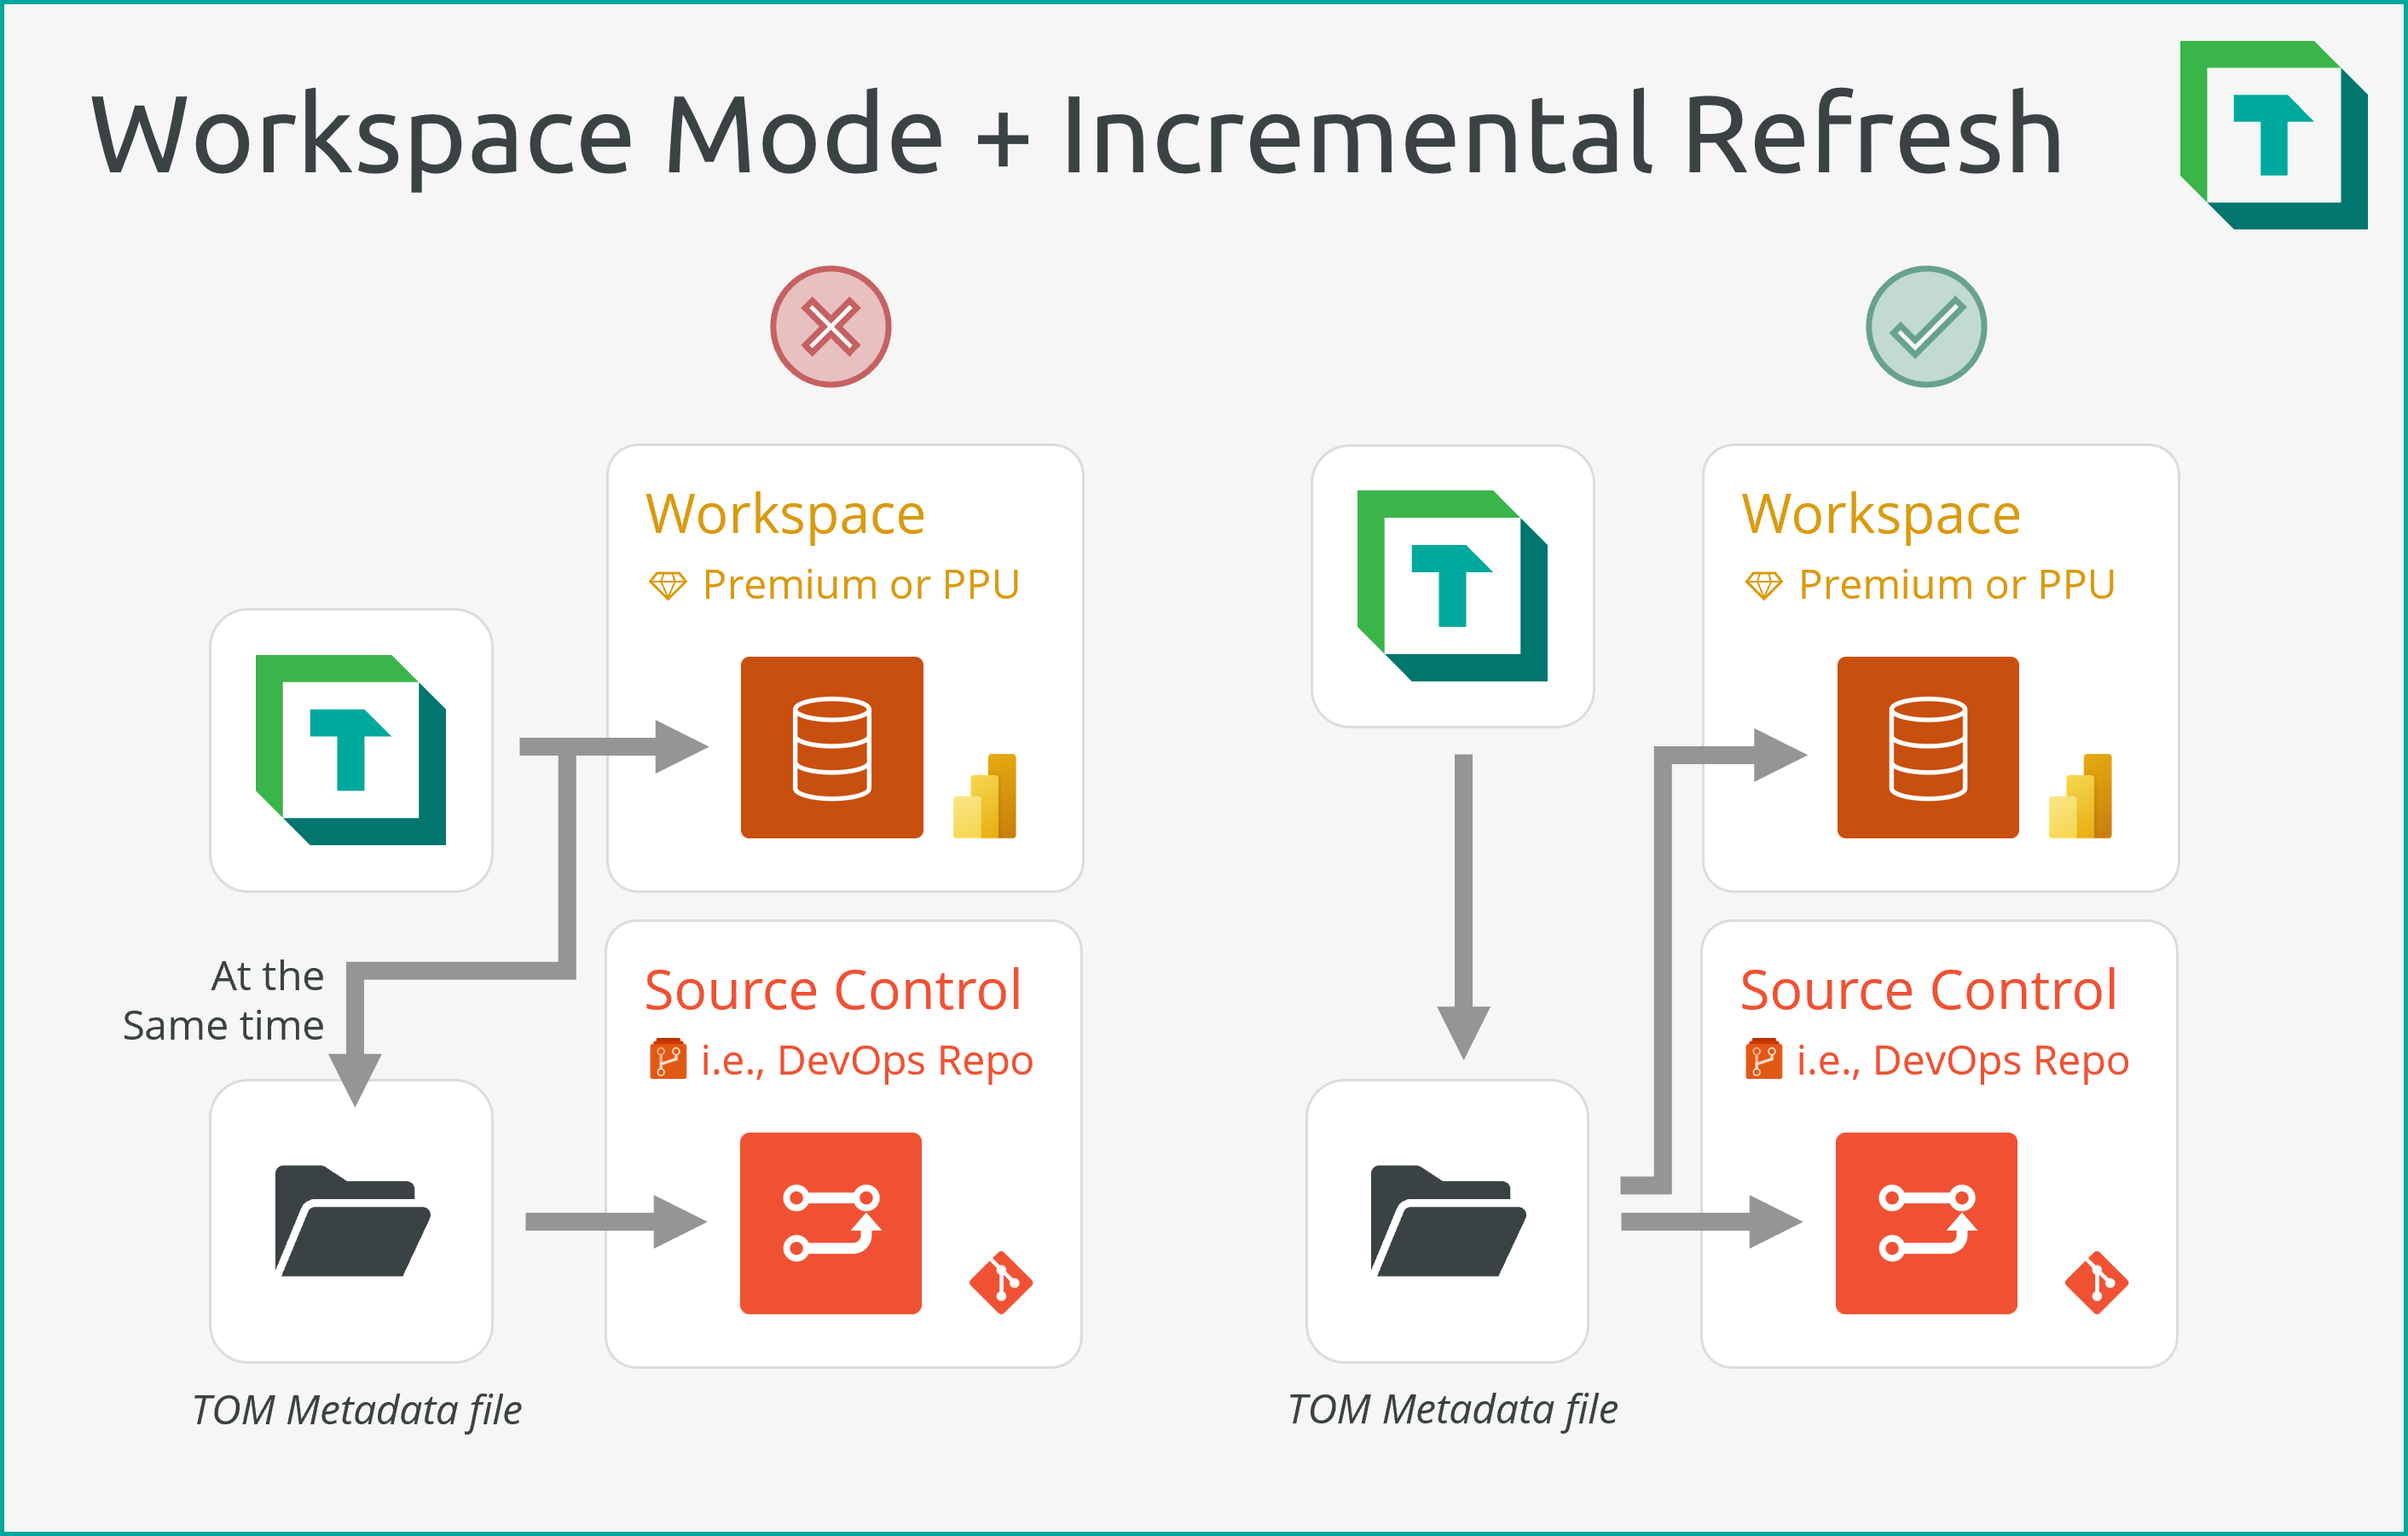 Workspace Mode + Incremental Refresh
T
Workspace
Premium or PPU
T
At the
Same time
Source Control
i.e., DevOps Repo
TOM Metadata file
T
Workspace
Premium or PPU
Source Control
i.e., DevOps Repo
TOM Metadata file